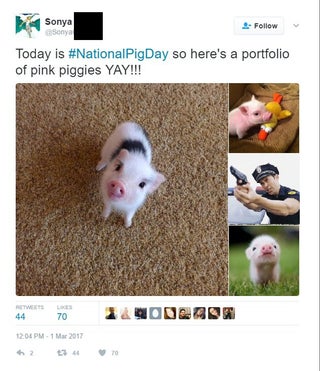 Sonya
@Sonya
Follow
Today is #NationalPigDay so here's a portfolio
of pink piggies YAY!!!
RETWEETS LIKES
44 70
12:04 PM - 1 Mar 2017
2 44 70